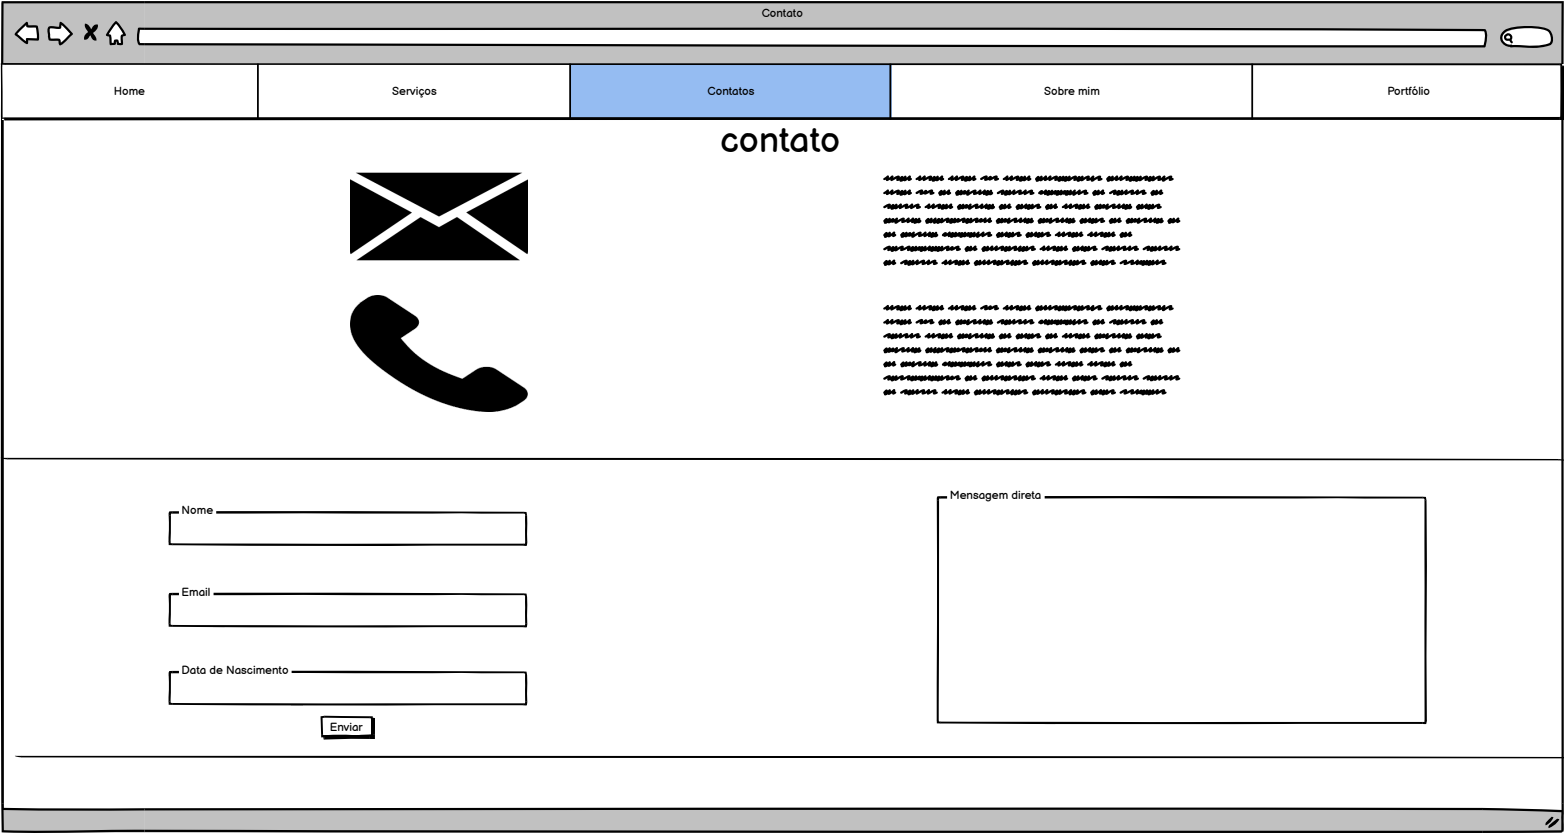 Contato
Home Serviços Contatos Sobre mim Portfólio
contato
Nome
Email
Data de Nascimento
Enviar
Mensagem direta